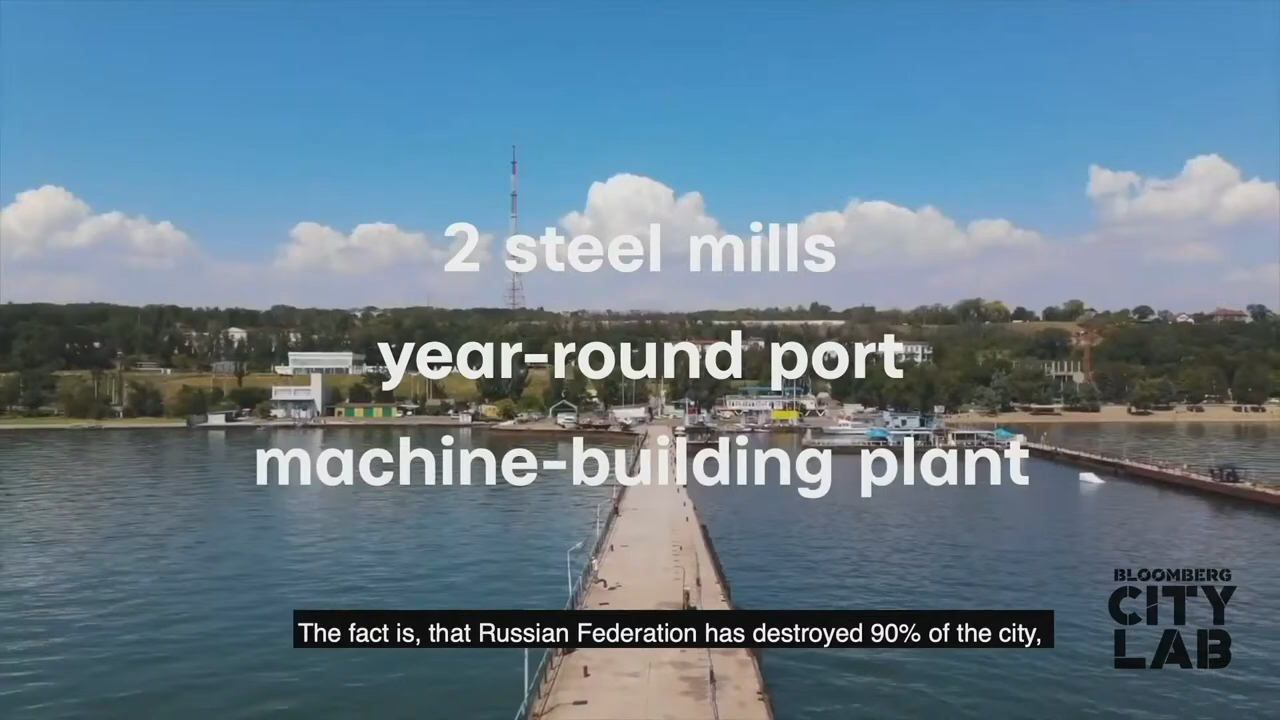 2 steel mills
year-round port
machine-building plant
BLOOMBERG
CITY
LAB
The fact is, that Russian Federation has destroyed 90% of the city,